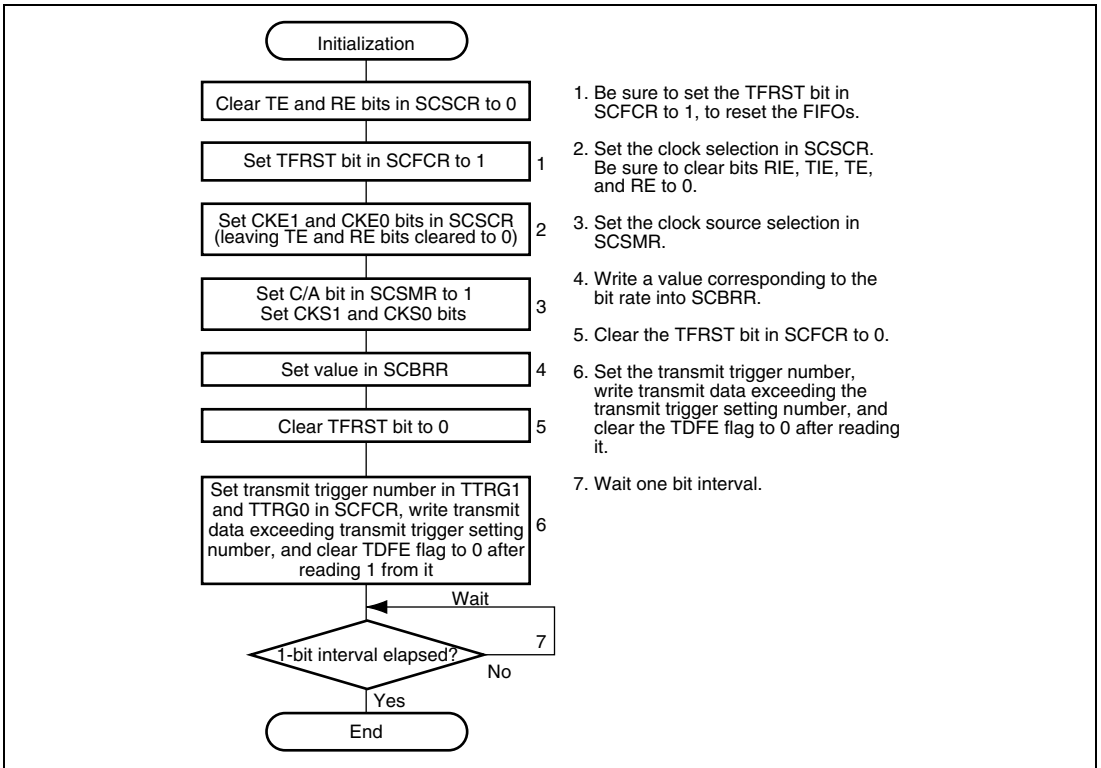 Initialization
Clear TE and RE bits in SCSCR to 0
Set TFRST bit in SCFCR to 1
1
Set CKE1 and CKE0 bits in SCSCR
(leaving TE and RE bits cleared to 0)
2
Set C/A bit in SCSMR to 1
Set CKS1 and CKS0 bits
3
Set value in SCBRR
4
Clear TFRST bit to 0
5
Set transmit trigger number in TTRG1
and TTRG0 in SCFCR, write transmit
data exceeding transmit trigger setting
number, and clear TDFE flag to 0 after
reading 1 from it
6
Wait
1-bit interval elapsed?
7
No
Yes
End
1. Be sure to set the TFRST bit in
SCFCR to 1, to reset the FIFOs.
2. Set the clock selection in SCSCR.
Be sure to clear bits RIE, TIE, TE,
and RE to 0.
3. Set the clock source selection in
SCSMR.
4. Write a value corresponding to the
bit rate into SCBRR.
5. Clear the TFRST bit in SCFCR to 0.
6. Set the transmit trigger number,
write transmit data exceeding the
transmit trigger setting number, and
clear the TDFE flag to 0 after reading
it.
7. Wait one bit interval.